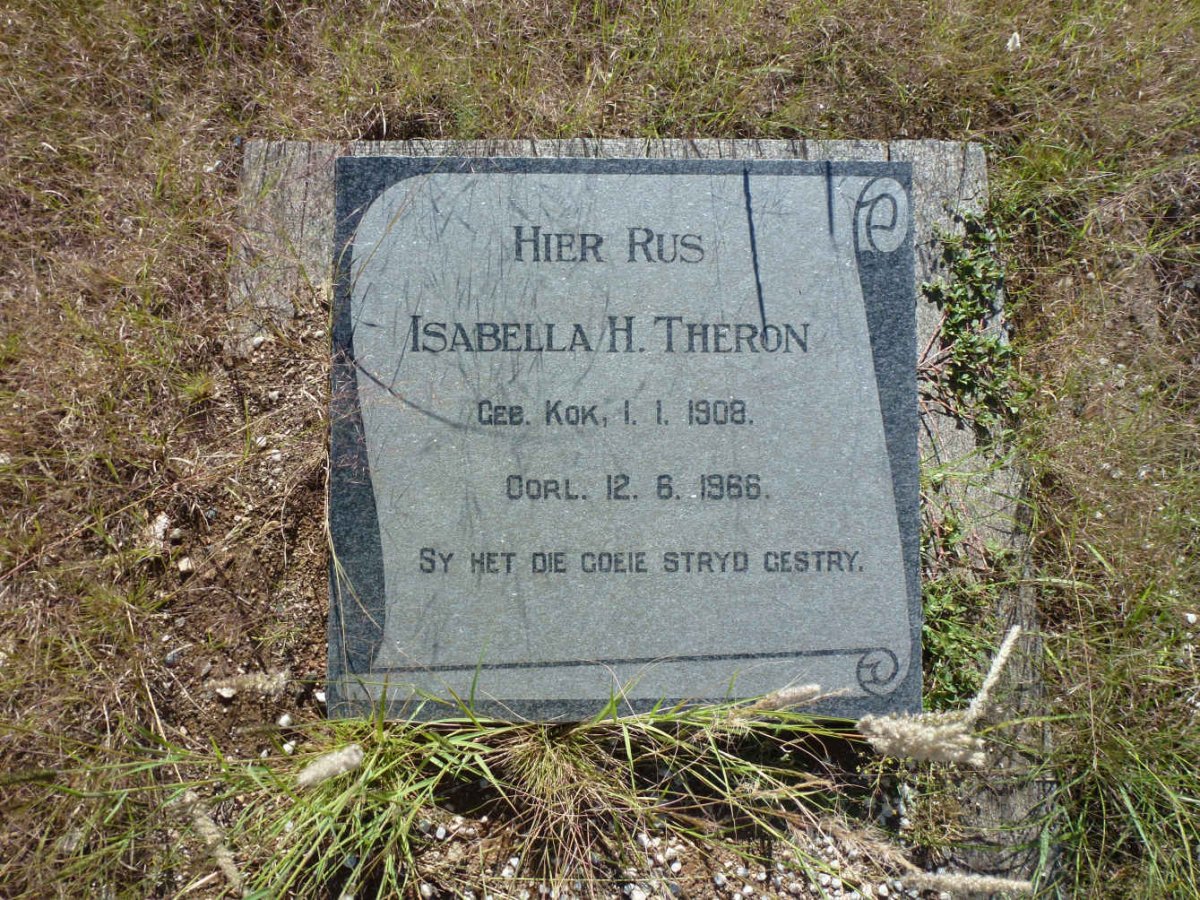 HIER RUS
ISABELLA H. THERON
GEB. KOK, 1. 1. 1908.
OORL. 12. 6. 1966.
SY HET DIE GOEIE STRYD GESTRY.